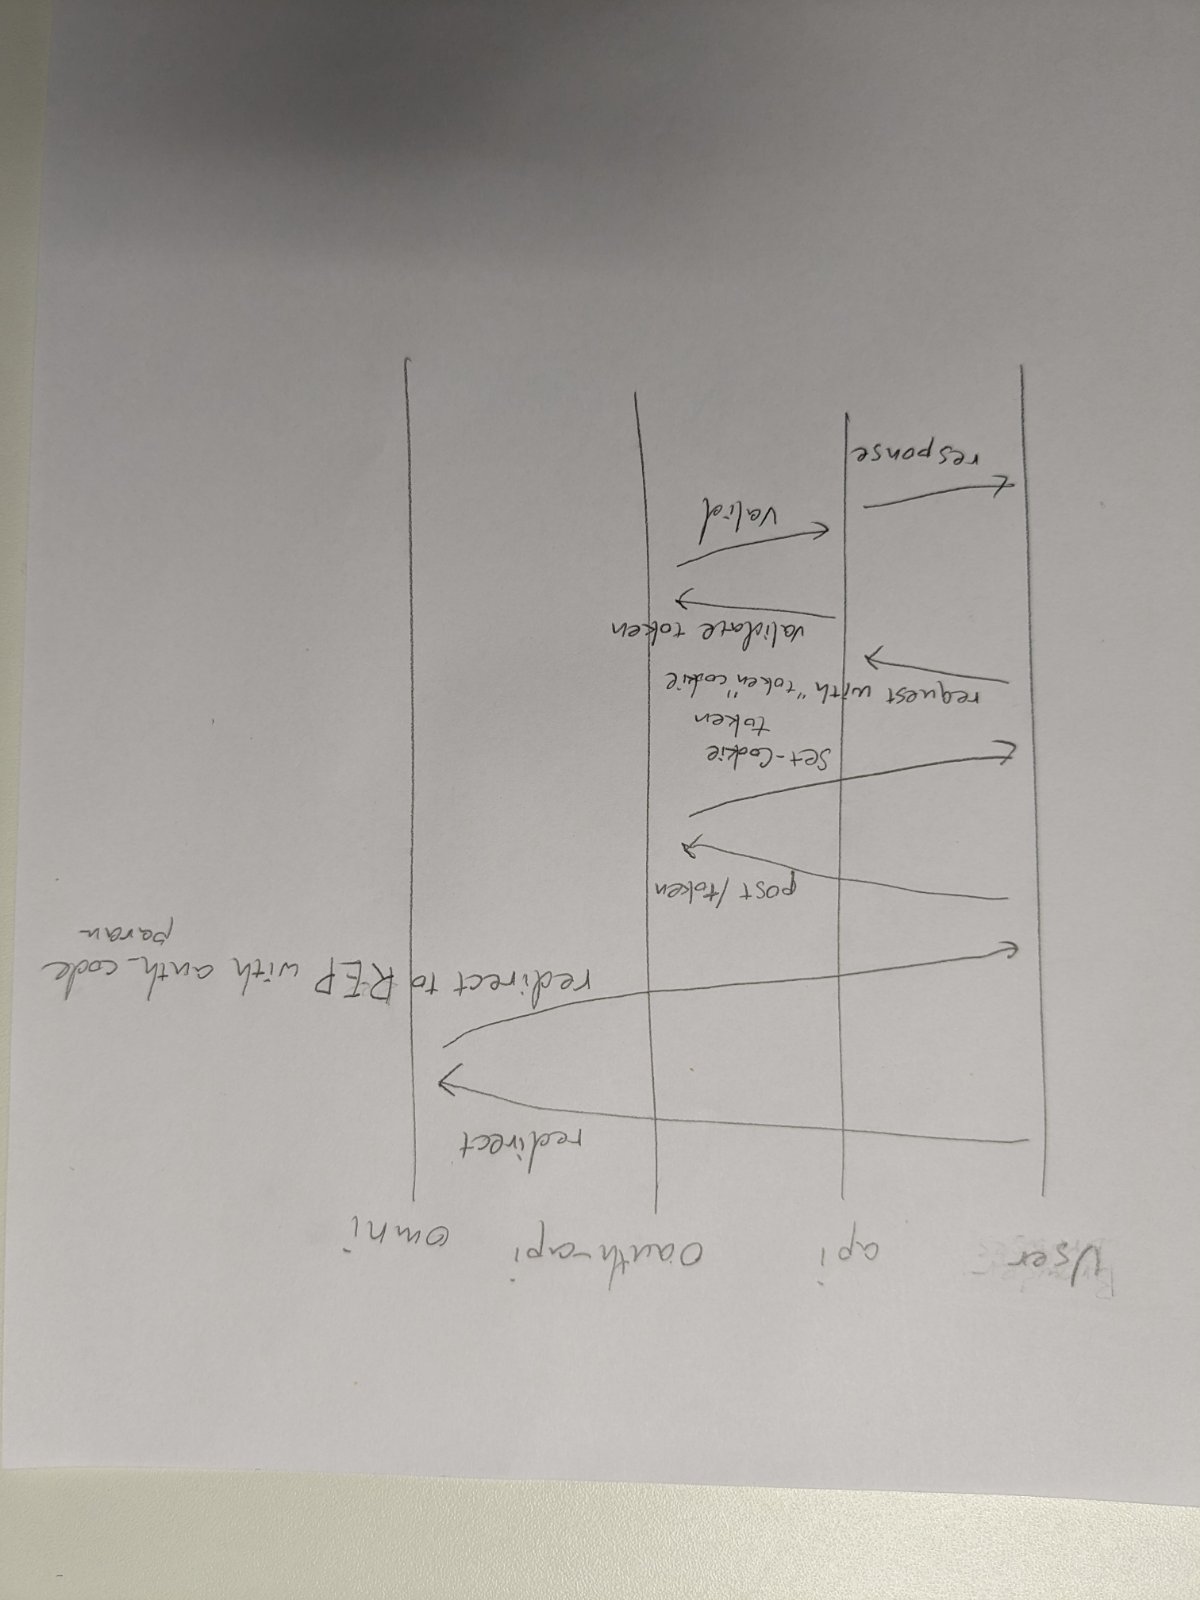 User
api
Oauth-api
omni
redirect
redirect to REP with auth_code
param
post /token
Set-Cookie
token
request with "token" cookie
validate token
valid
response